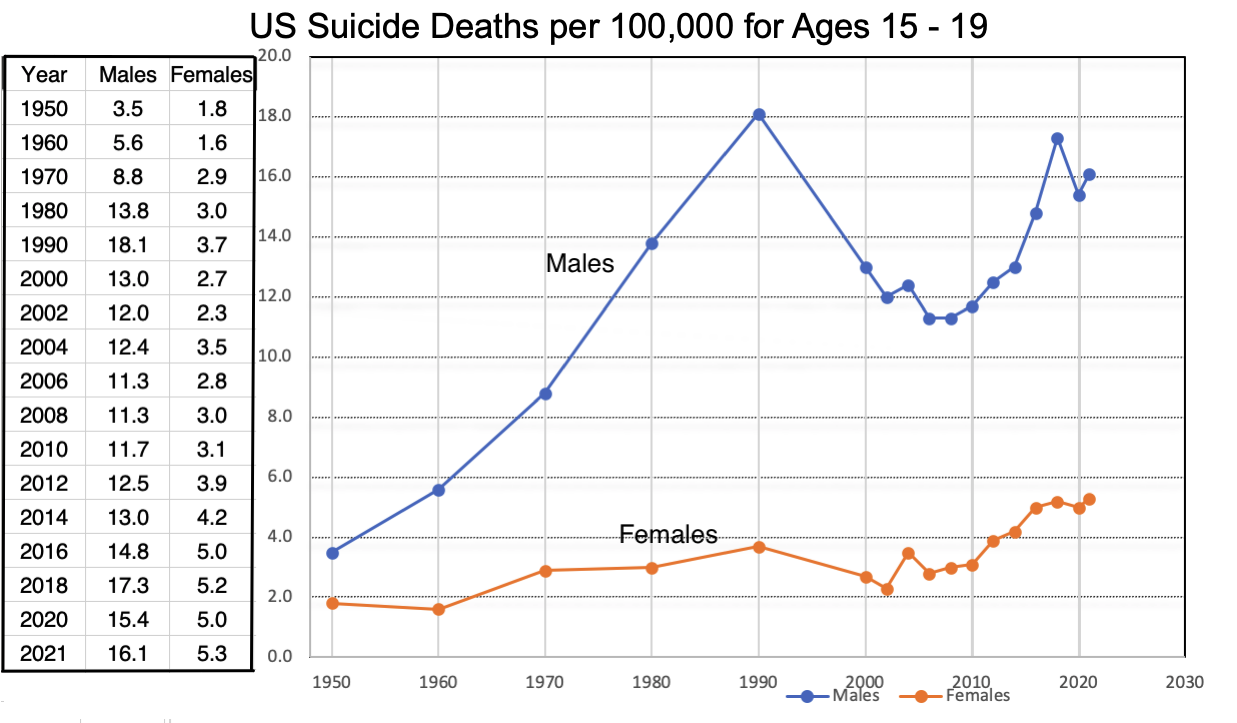 US Suicide Deaths per 100,000 for Ages 15 - 19
Year Males Females
1950 3.5 1.8
1960 5.6 1.6
1970 8.8 2.9
1980 13.8 3.0
1990 18.1 3.7
2000 13.0 2.7
2002 12.0 2.3
2004 12.4 3.5
2006 11.3 2.8
2008 11.3 3.0
2010 11.7 3.1
2012 12.5 3.9
2014 13.0 4.2
2016 14.8 5.0
2018 17.3 5.2
2020 15.4 5.0
2021 16.1 5.3
20.0
18.0
16.0
14.0
12.0
10.0
8.0
6.0
4.0
2.0
0.0
Males
Females
1950 1960 1970 1980 1990 2000 2010 2020 2030
Males Females